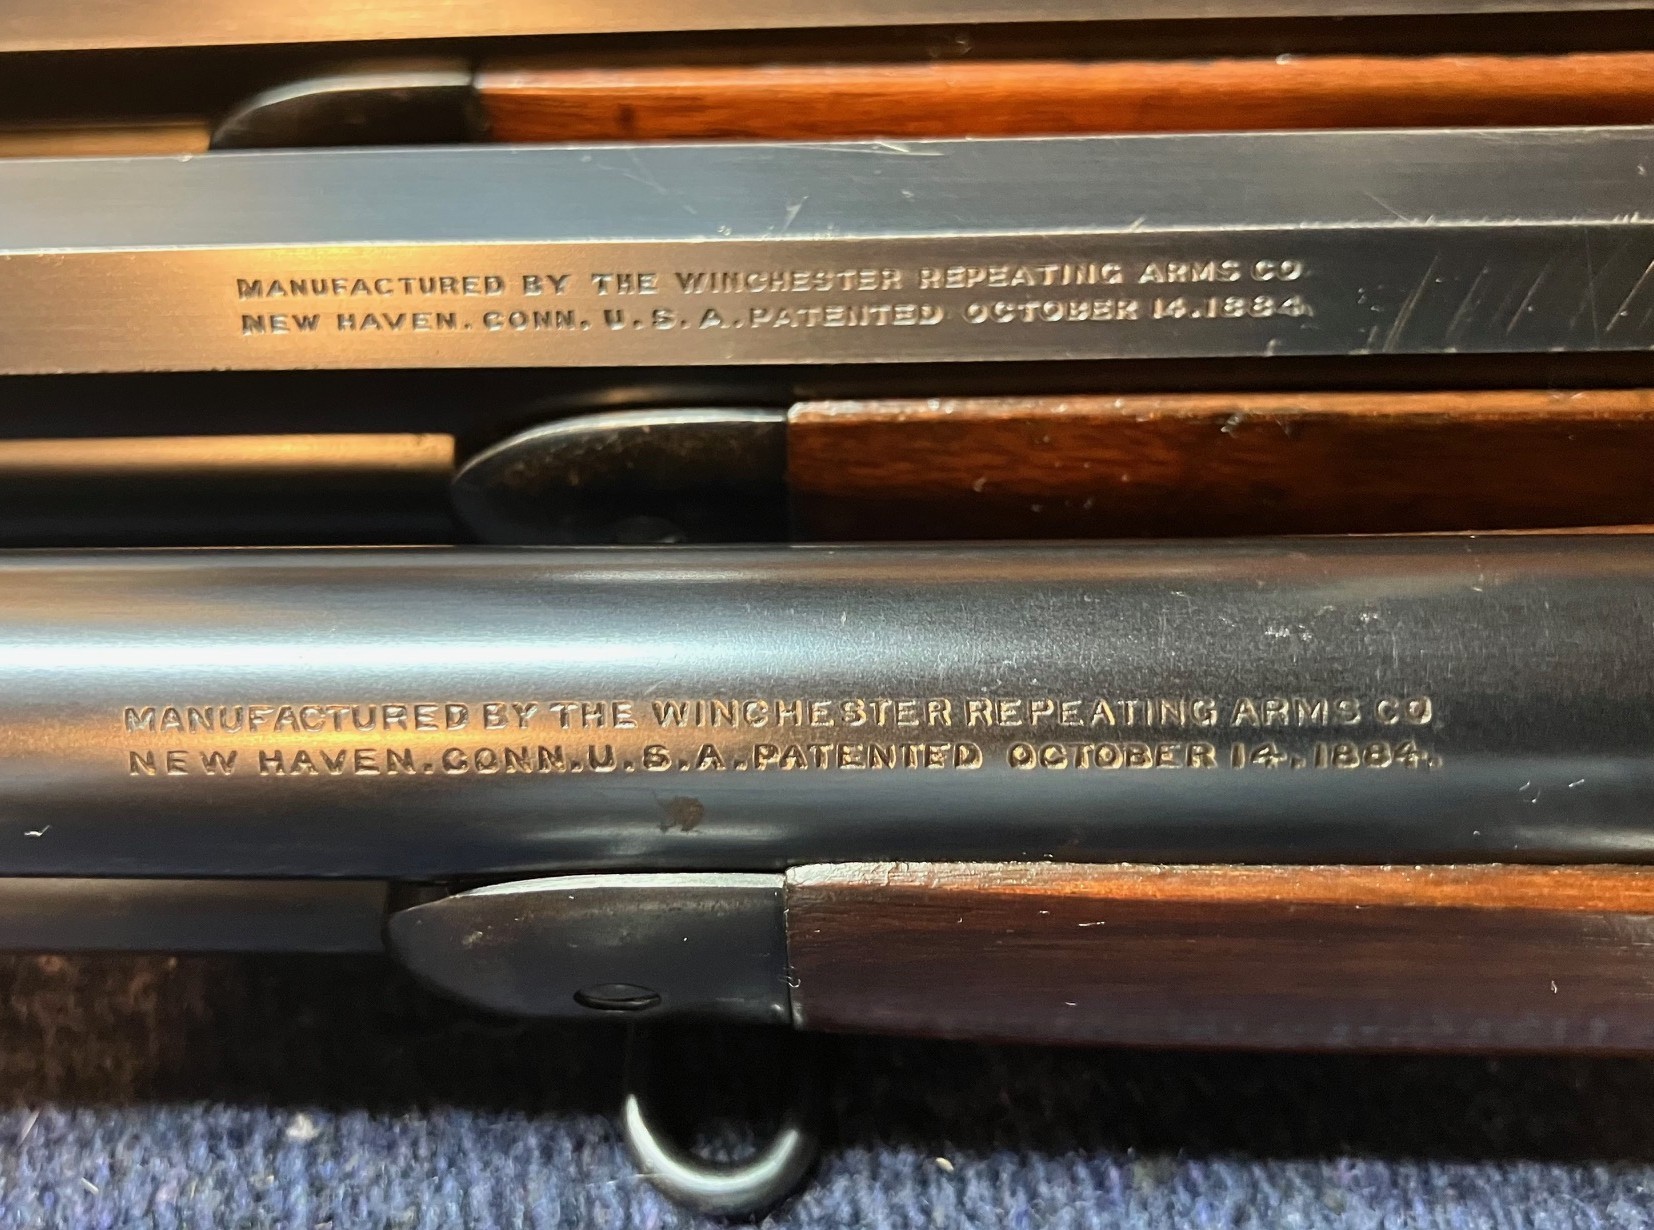 MANUFACTURED BY THE WINCHESTER REPEATING ARMS CO
NEW HAVEN. CONN. U. S. A. PATENTED OCTOBER 14.1884.
MANUFACTURED BY THE WINCHESTER REPEATING ARMS CO
NEW HAVEN. CONN. U. S. A. PATENTED OCTOBER 14. 1884.